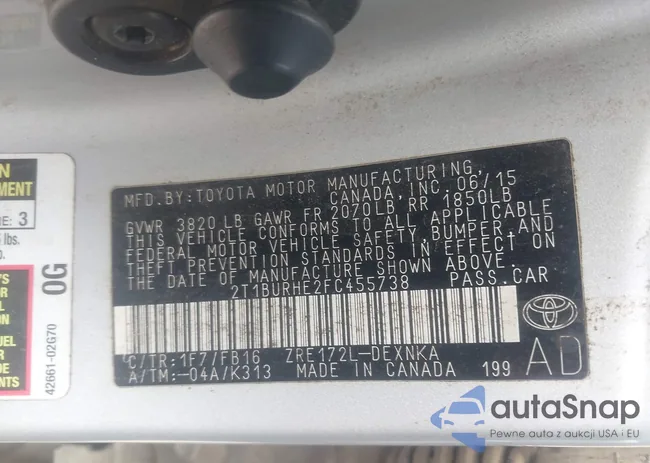 MFD. BY: TOYOTA MOTOR MANUFACTURING
CANADA, INC. 06/15
GVWR 3820 LB GAWR FR 2070LB RR 1850LB
THIS VEHICLE CONFORMS TO ALL APPLICABLE
FEDERAL MOTOR VEHICLE SAFETY, BUMPER, AND
THEFT PREVENTION STANDARDS IN EFFECT ON
THE DATE OF MANUFACTURE SHOWN ABOVE.
2T1BURHE2FC455738 PASS. CAR
C/TR: 1F7/FB16 ZRE172L-DEXNKA
A/TM: -04A/K313 MADE IN CANADA 199
AD
0G
42661-02G70
3
lbs.
autoSnap
Pewne auta z aukcji USA i EU